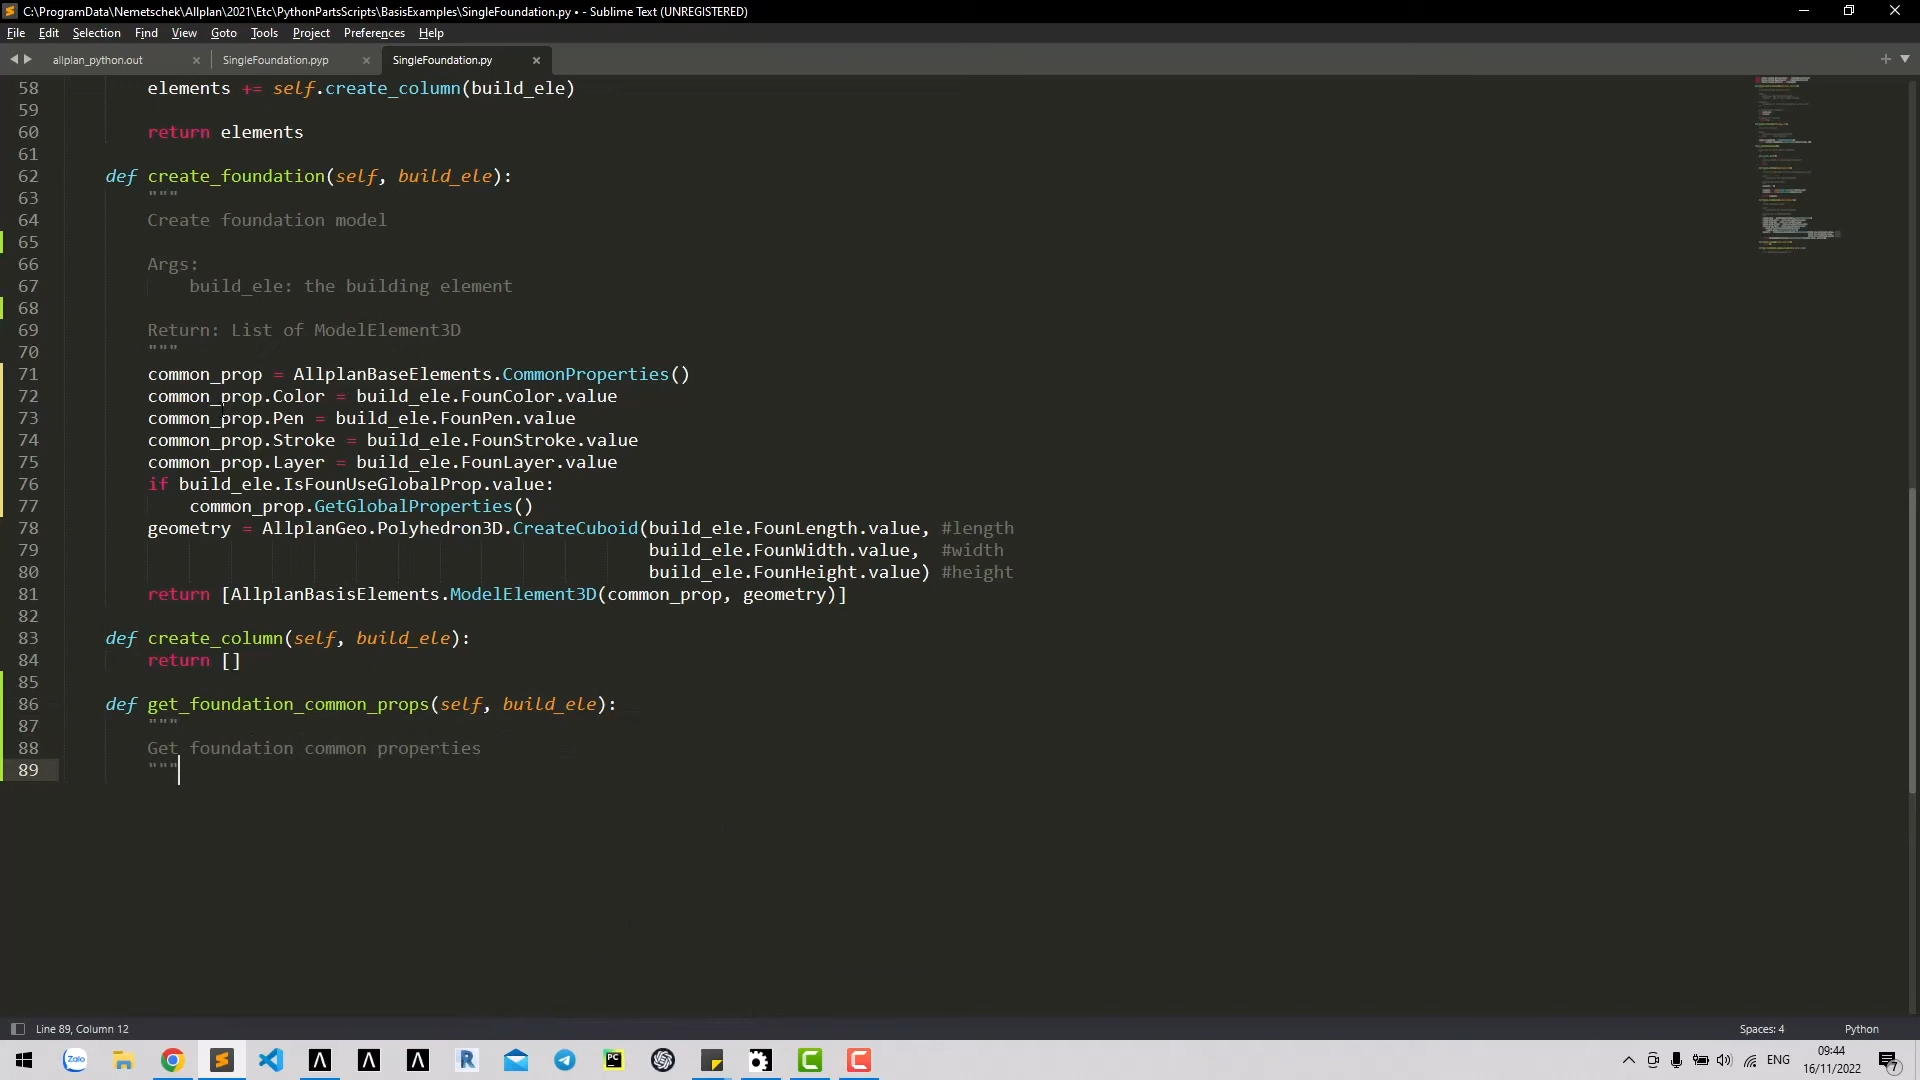 C:\ProgramData\Nemetschek\Allplan\2021\Etc\PythonPartsScripts\BasisExamples\SingleFoundation.py • - Sublime Text (UNREGISTERED)
File Edit Selection Find View Goto Tools Project Preferences Help
allplan_python.out SingleFoundation.pyp SingleFoundation.py
58 elements += self.create_column(build_ele)
59
60 return elements
61
62 def create_foundation(self, build_ele):
63 """
64 Create foundation model
65
66 Args:
67 build_ele: the building element
68
69 Return: List of ModelElement3D
70 """
71 common_prop = AllplanBaseElements.CommonProperties()
72 common_prop.Color = build_ele.FounColor.value
73 common_prop.Pen = build_ele.FounPen.value
74 common_prop.Stroke = build_ele.FounStroke.value
75 common_prop.Layer = build_ele.FounLayer.value
76 if build_ele.IsFounUseGlobalProp.value:
77 common_prop.GetGlobalProperties()
78 geometry = AllplanGeo.Polyhedron3D.CreateCuboid(build_ele.FounLength.value, #length
79 build_ele.FounWidth.value, #width
80 build_ele.FounHeight.value) #height
81 return [AllplanBasisElements.ModelElement3D(common_prop, geometry)]
82
83 def create_column(self, build_ele):
84 return []
85
86 def get_foundation_common_props(self, build_ele):
87 """
88 Get foundation common properties
89 """
Line 89, Column 12 Spaces: 4 Python
Zalo
R
PC
ENG
09:44
16/11/2022
7